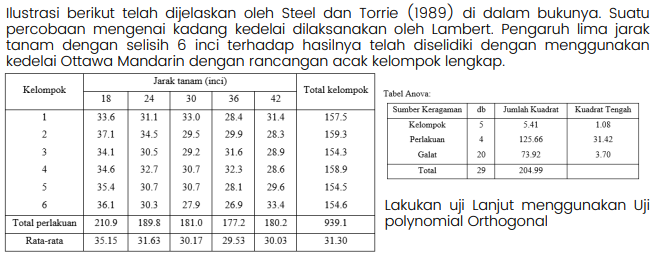 Ilustrasi berikut telah dijelaskan oleh Steel dan Torrie (1989) di dalam bukunya. Suatu
percobaan mengenai kadang kedelai dilaksanakan oleh Lambert. Pengaruh lima jarak
tanam dengan selisih 6 inci terhadap hasilnya telah diselidiki dengan menggunakan
kedelai Ottawa Mandarin dengan rancangan acak kelompok lengkap.
Kelompok Jarak tanam (inci) Total kelompok
18 24 30 36 42
1 33.6 31.1 33.0 28.4 31.4 157.5
2 37.1 34.5 29.5 29.9 28.3 159.3
3 34.1 30.5 29.2 31.6 28.9 154.3
4 34.6 32.7 30.7 32.3 28.6 158.9
5 35.4 30.7 30.7 28.1 29.6 154.5
6 36.1 30.3 27.9 26.9 33.4 154.6
Total perlakuan 210.9 189.8 181.0 177.2 180.2 939.1
Rata-rata 35.15 31.63 30.17 29.53 30.03 31.30
Tabel Anova:
Sumber Keragaman db Jumlah Kuadrat Kuadrat Tengah
Kelompok 5 5.41 1.08
Perlakuan 4 125.66 31.42
Galat 20 73.92 3.70
Total 29 204.99
Lakukan uji Lanjut menggunakan Uji
polynomial Orthogonal